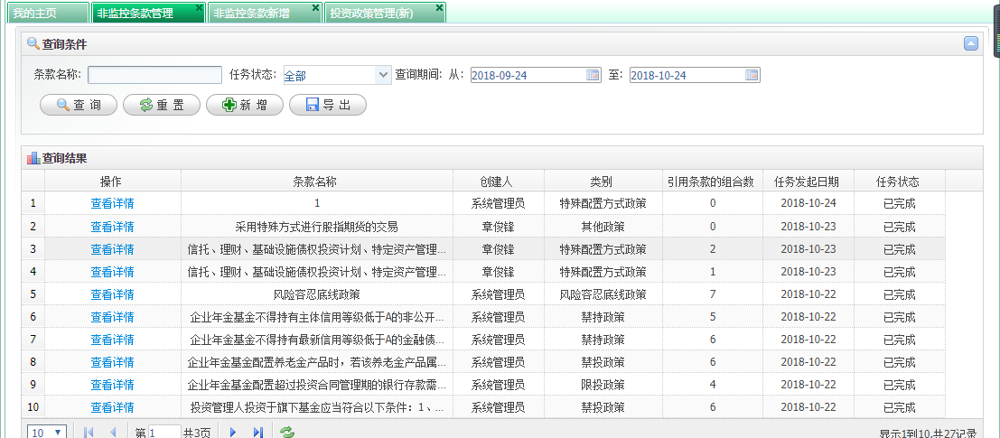 我的主页 非监控条款管理 非监控条款新增 投资政策管理(新)
查询条件
条款名称: 任务状态: 全部 查询期间: 从: 2018-09-24 至: 2018-10-24
查 询 重 置 新 增 导 出
查询结果
操作 条款名称 创建人 类别 引用条款的组合数 任务发起日期 任务状态
1 查看详情 1 系统管理员 特殊配置方式政策 0 2018-10-24 已完成
2 查看详情 采用特殊方式进行股指期货的交易 章俊锋 其他政策 0 2018-10-23 已完成
3 查看详情 信托、理财、基础设施债权投资计划、特定资产管理... 章俊锋 特殊配置方式政策 2 2018-10-23 已完成
4 查看详情 信托、理财、基础设施债权投资计划、特定资产管理... 章俊锋 特殊配置方式政策 1 2018-10-23 已完成
5 查看详情 风险容忍底线政策 系统管理员 风险容忍底线政策 7 2018-10-22 已完成
6 查看详情 企业年金基金不得持有主体信用等级低于A的非公开... 系统管理员 禁持政策 5 2018-10-22 已完成
7 查看详情 企业年金基金不得持有最新信用等级低于A的金融债... 系统管理员 禁持政策 6 2018-10-22 已完成
8 查看详情 企业年金基金配置养老金产品时，若该养老金产品属... 系统管理员 禁投政策 6 2018-10-22 已完成
9 查看详情 企业年金基金配置超过投资合同管理期的银行存款需... 系统管理员 限投政策 4 2018-10-22 已完成
10 查看详情 投资管理人投资于旗下基金应当符合以下条件：1、... 系统管理员 禁投政策 6 2018-10-22 已完成
10 第 1 共3页 显示1到10,共27记录